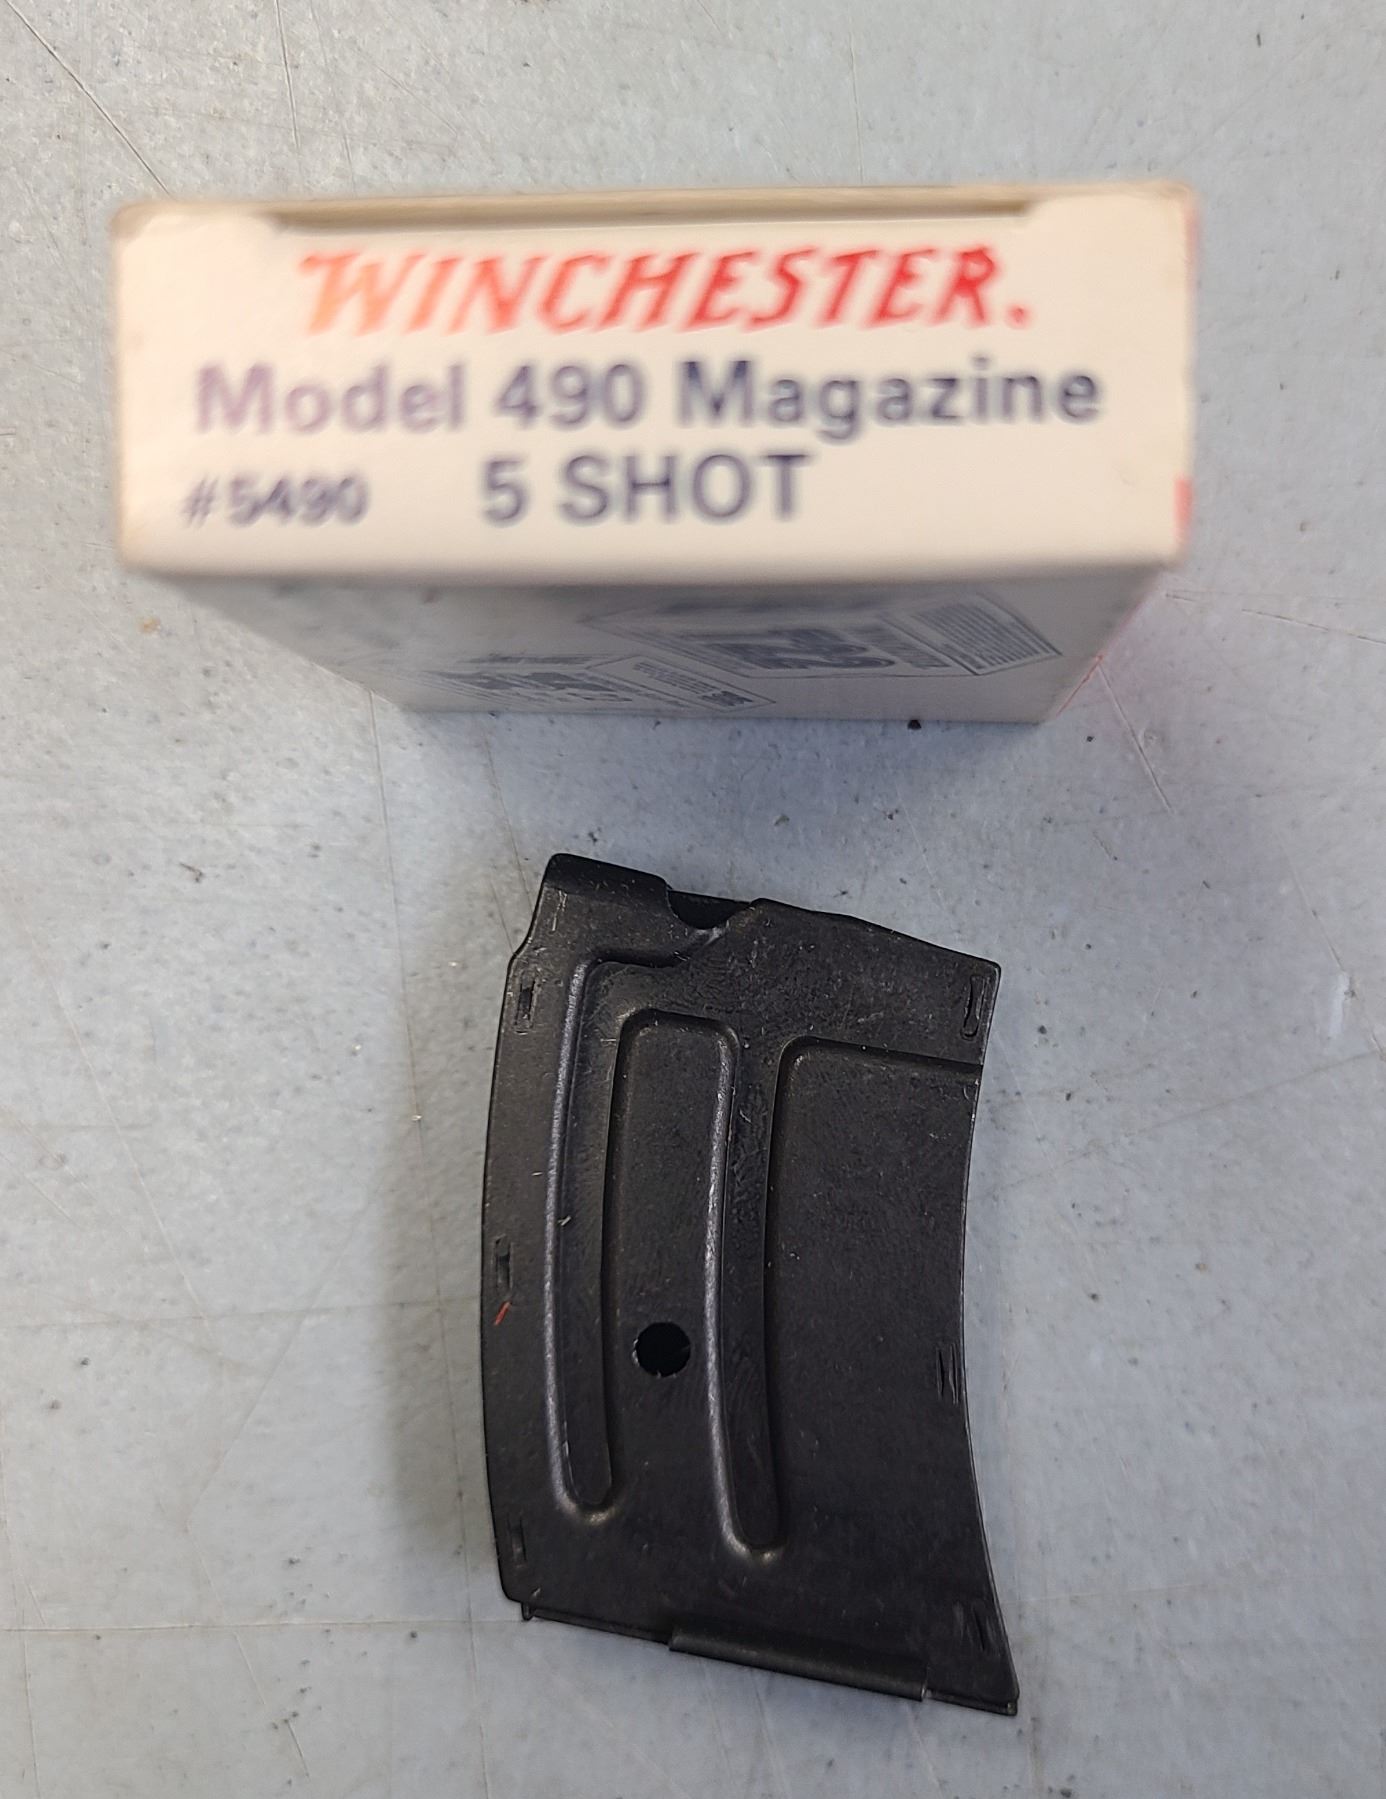 WINCHESTER.
Model 490 Magazine
#5490 5 SHOT